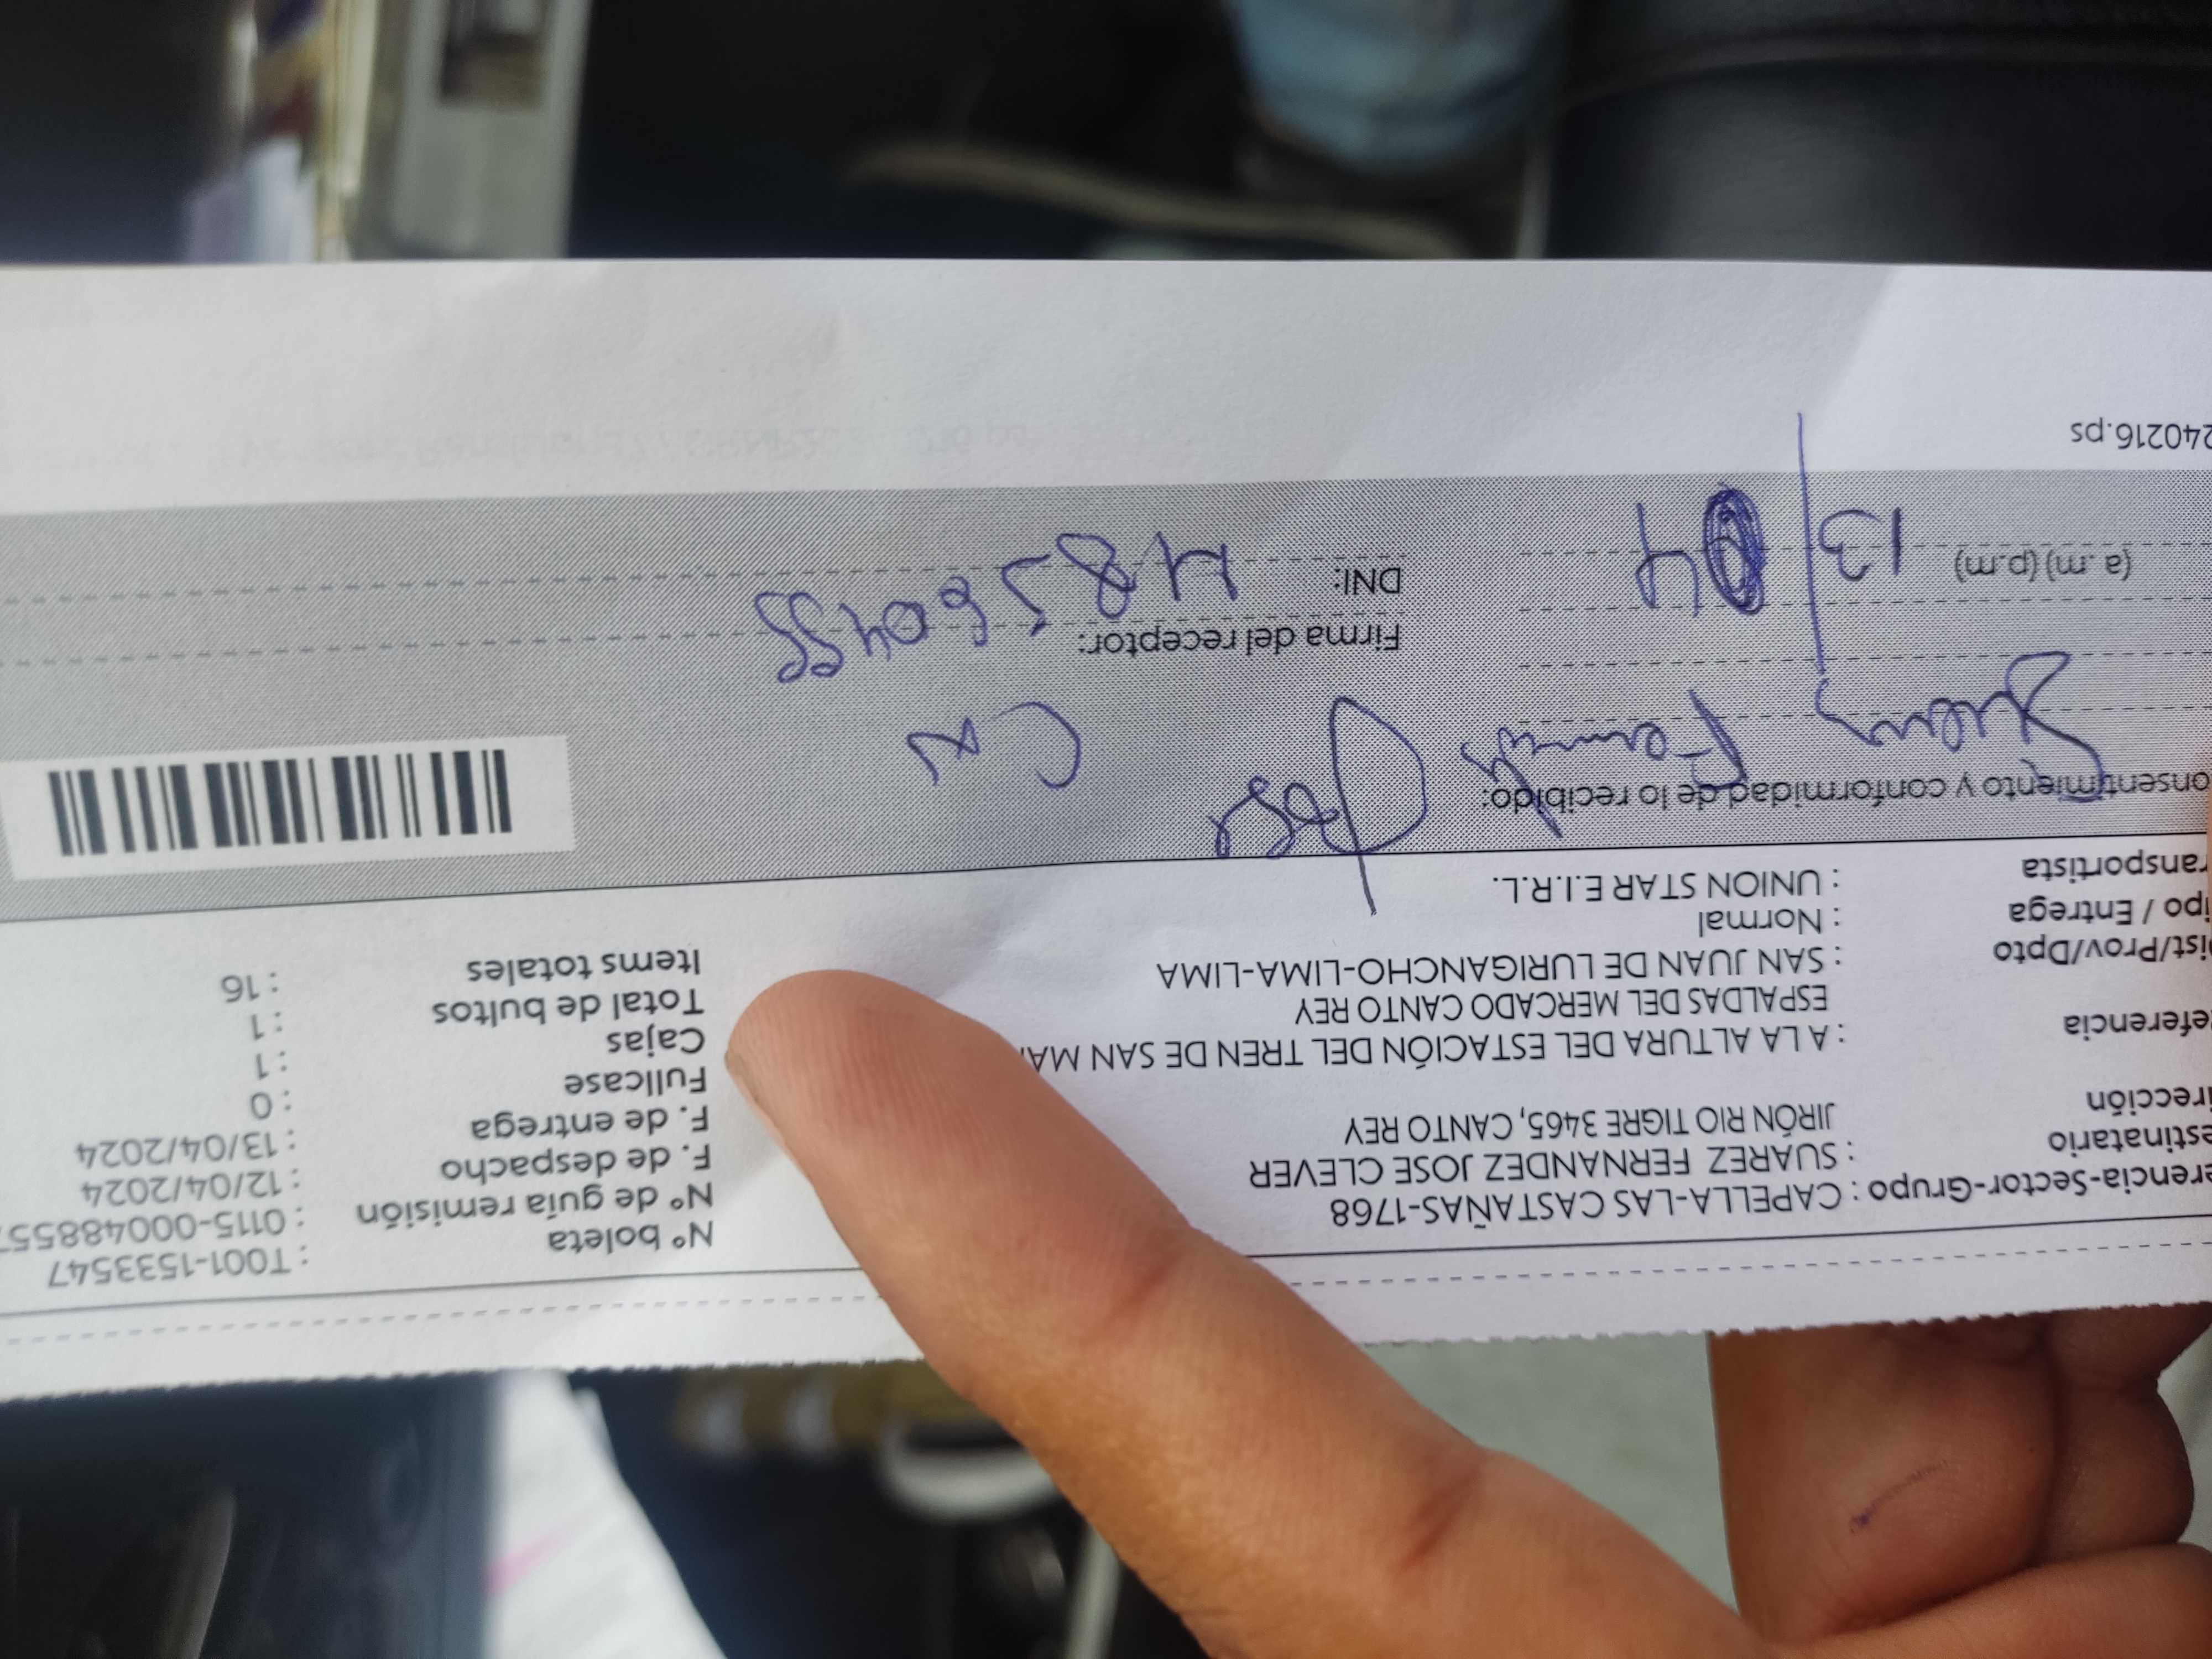 N° boleta : T001-1533547
erencia-Sector-Grupo : CAPELLA-LAS CASTAÑAS-1768 N° de guía remisión : 0115-00048855
estinatario : SUAREZ FERNANDEZ JOSE CLEVER F. de despacho : 12/04/2024
irección JIRÓN RIO TIGRE 3465, CANTO REY F. de entrega : 13/04/2024
Fullcase : 0
eferencia : A LA ALTURA DEL ESTACIÓN DEL TREN DE SAN MAR Cajas : 1
ESPALDAS DEL MERCADO CANTO REY Total de bultos : 1
ist/Prov/Dpto : SAN JUAN DE LURIGANCHO-LIMA-LIMA Items totales : 16
ipo / Entrega : Normal
ransportista : UNION STAR E.I.R.L.
onsentimiento y conformidad de lo recibido:
Firma del receptor:
(a .m) (p.m) 13/04 DNI:
240216.ps